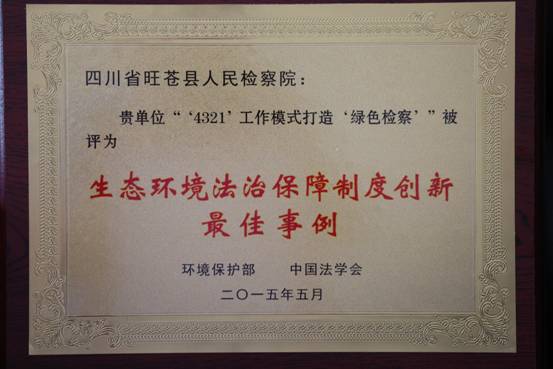 四川省旺苍县人民检察院：
贵单位“‘4321’工作模式打造‘绿色检察’”被
评为
生态环境法治保障制度创新
最佳事例
环境保护部 中国法学会
二〇一五年五月